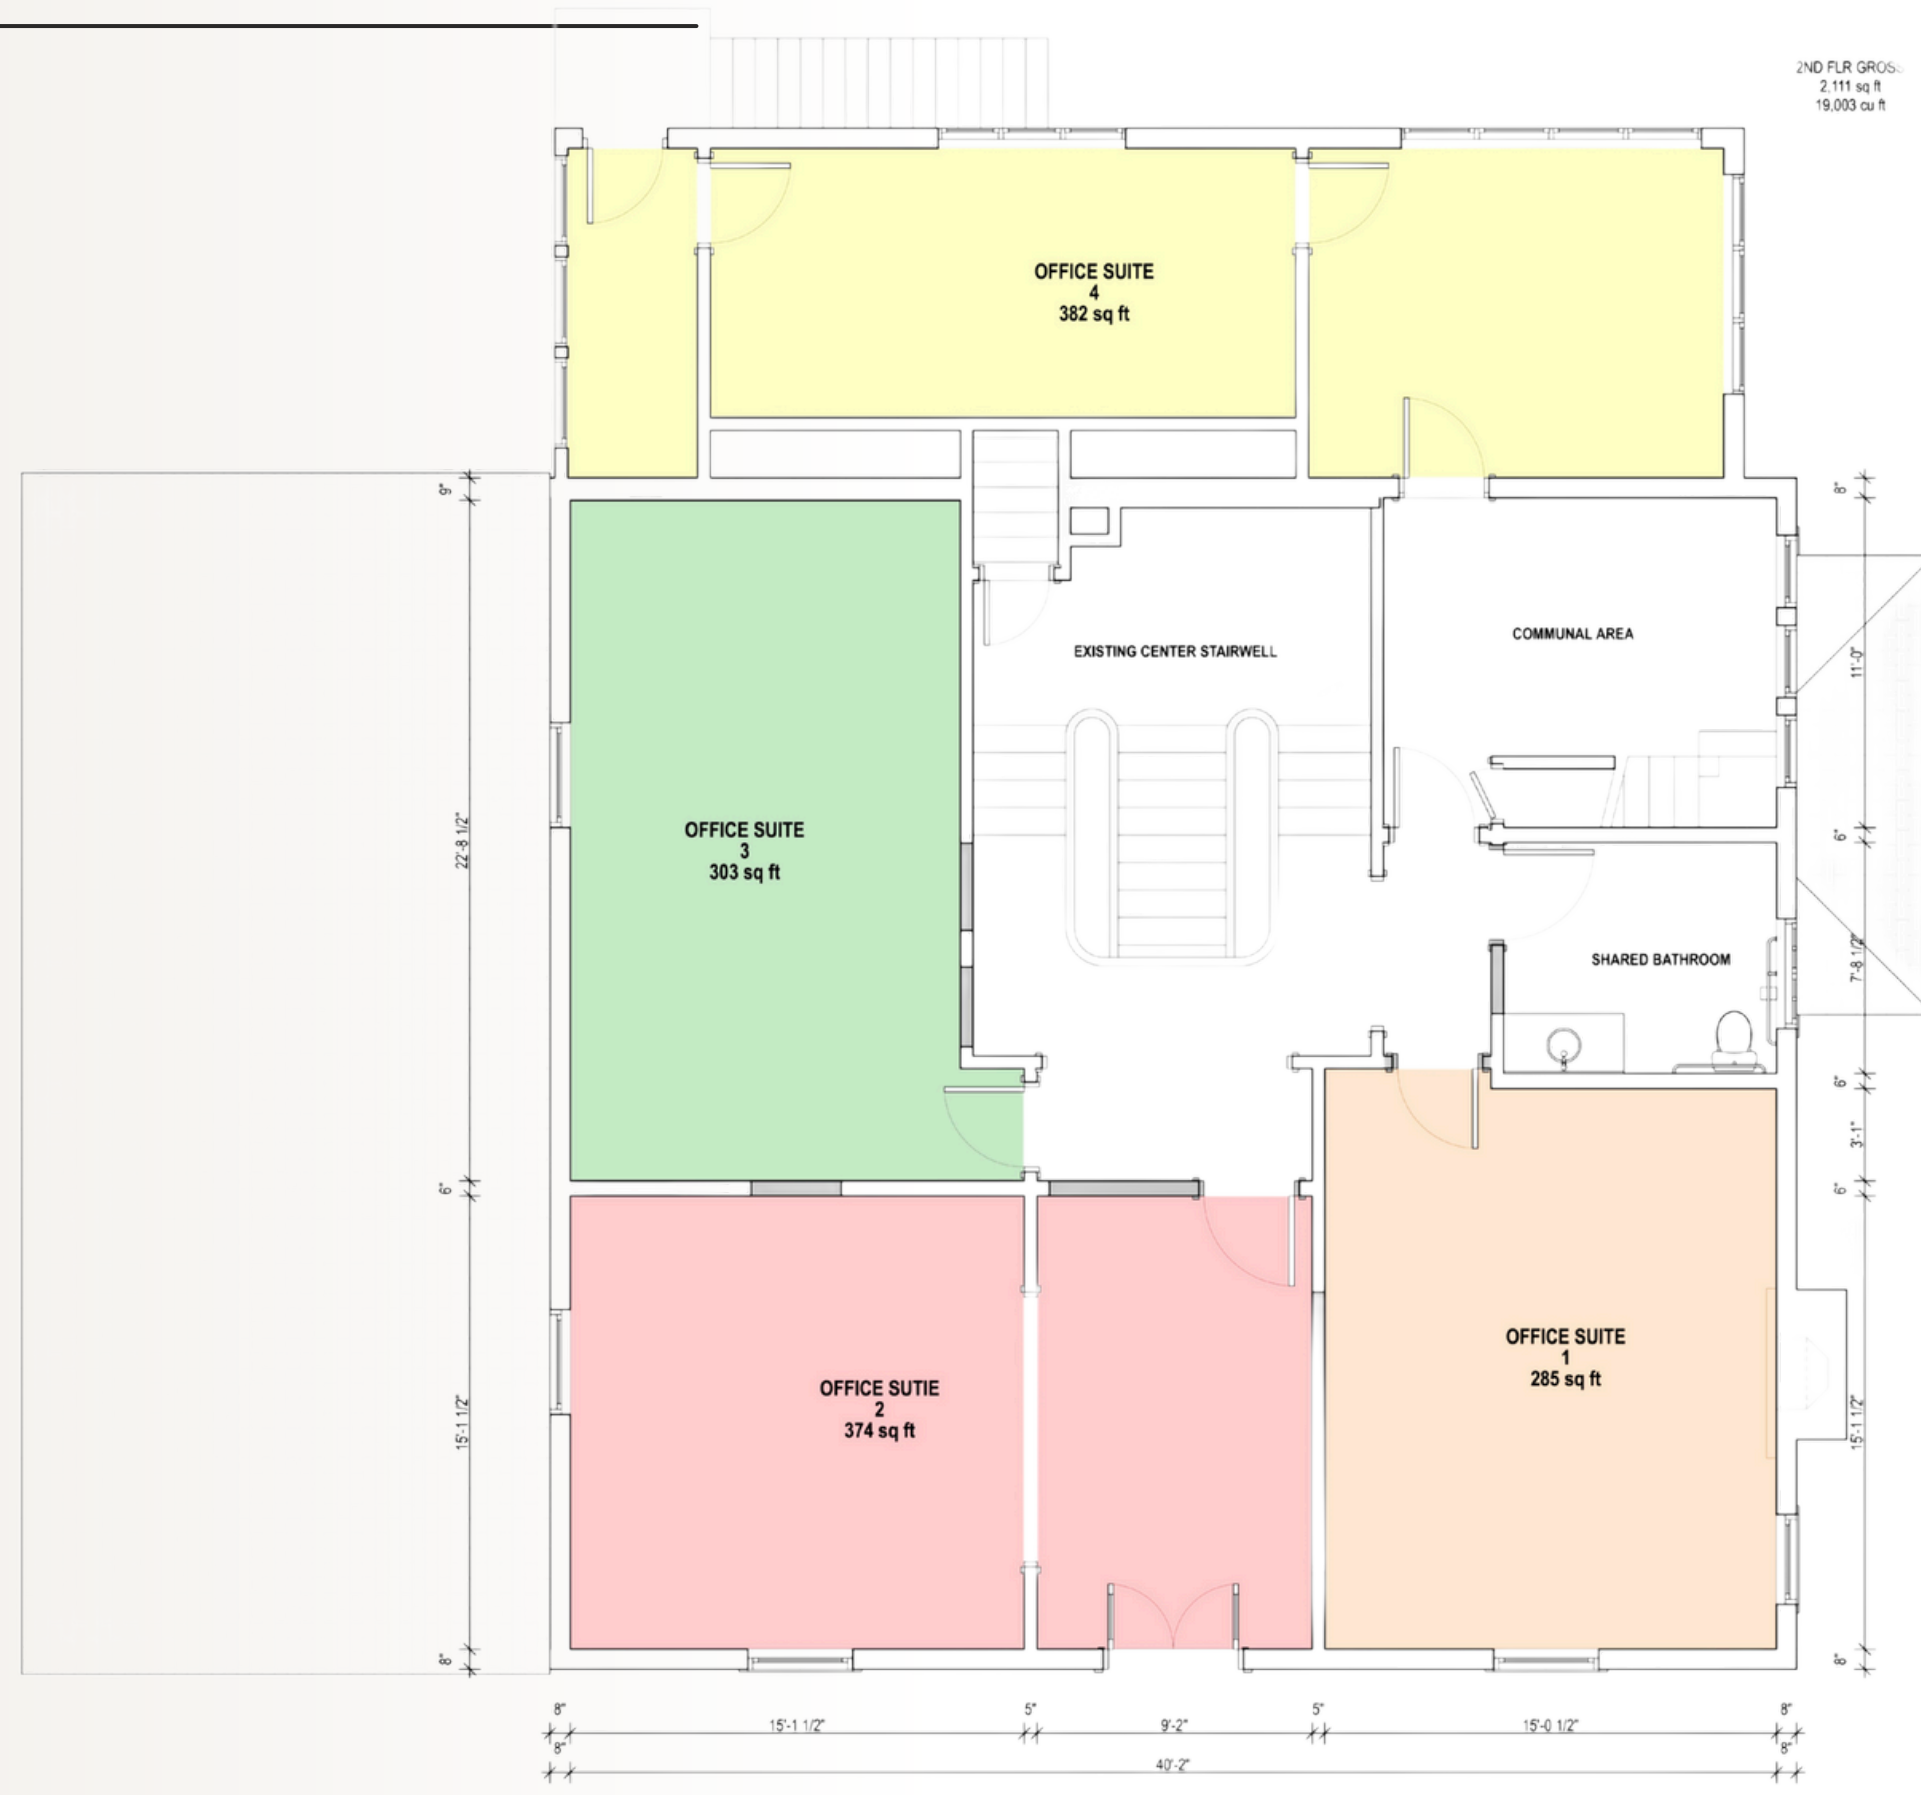 2ND FLR GROSS
2,111 sq ft
19,003 cu ft
OFFICE SUITE
4
382 sq ft
9"
8"
COMMUNAL AREA
EXISTING CENTER STAIRWELL
11'-0"
OFFICE SUITE
3
303 sq ft
22'-8 1/2"
6"
SHARED BATHROOM
7'-8 1/2"
6"
3'-1"
6"
6"
OFFICE SUITE
1
285 sq ft
OFFICE SUTIE
2
374 sq ft
15'-1 1/2"
15'-1 1/2"
8"
8"
8"
5"
5"
8"
15'-1 1/2"
9'-2"
15'-0 1/2"
8"
8"
40'-2"